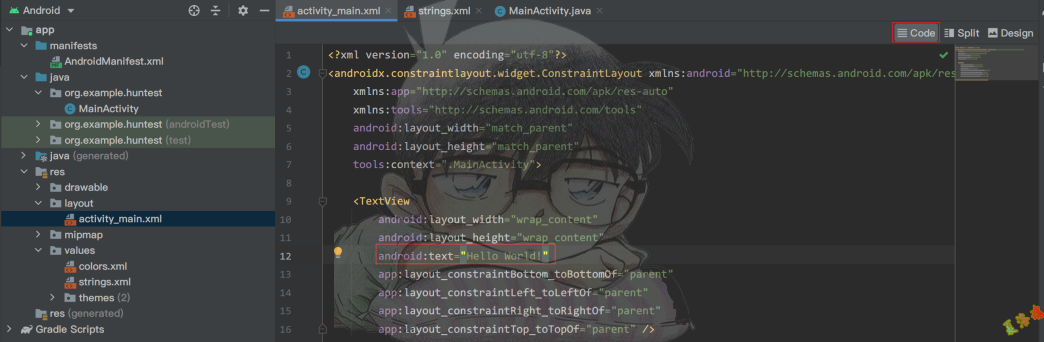 Android
app
manifests
AndroidManifest.xml
java
org.example.huntest
MainActivity
org.example.huntest (androidTest)
org.example.huntest (test)
java (generated)
res
drawable
layout
activity_main.xml
mipmap
values
colors.xml
strings.xml
themes (2)
res (generated)
Gradle Scripts
activity_main.xml
strings.xml
MainActivity.java
Code
Split
Design
1 <?xml version="1.0" encoding="utf-8"?>
2 <androidx.constraintlayout.widget.ConstraintLayout xmlns:android="http://schemas.android.com/apk/res
3 xmlns:app="http://schemas.android.com/apk/res-auto"
4 xmlns:tools="http://schemas.android.com/tools"
5 android:layout_width="match_parent"
6 android:layout_height="match_parent"
7 tools:context=".MainActivity">
8
9 <TextView
10 android:layout_width="wrap_content"
11 android:layout_height="wrap_content"
12 android:text="Hello World!"
13 app:layout_constraintBottom_toBottomOf="parent"
14 app:layout_constraintLeft_toLeftOf="parent"
15 app:layout_constraintRight_toRightOf="parent"
16 app:layout_constraintTop_toTopOf="parent" />